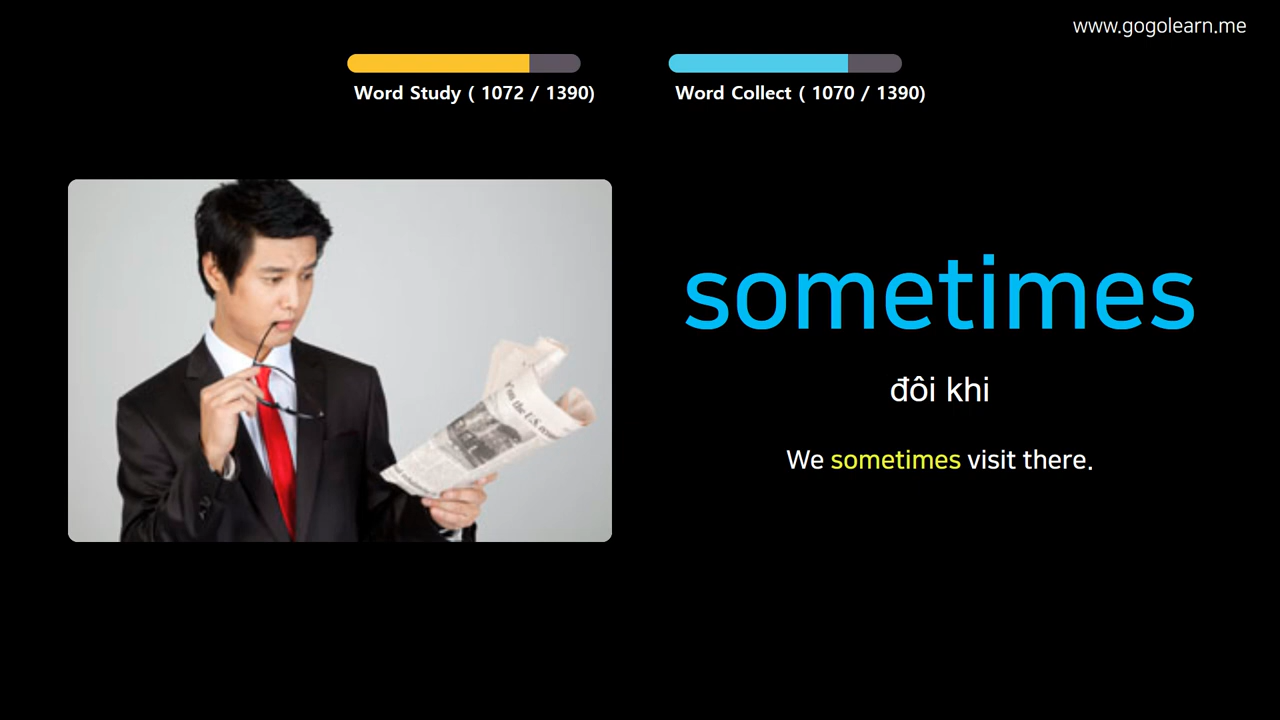 www.gogolearn.me
Word Study ( 1072 / 1390)
Word Collect ( 1070 / 1390)
sometimes
đôi khi
We sometimes visit there.